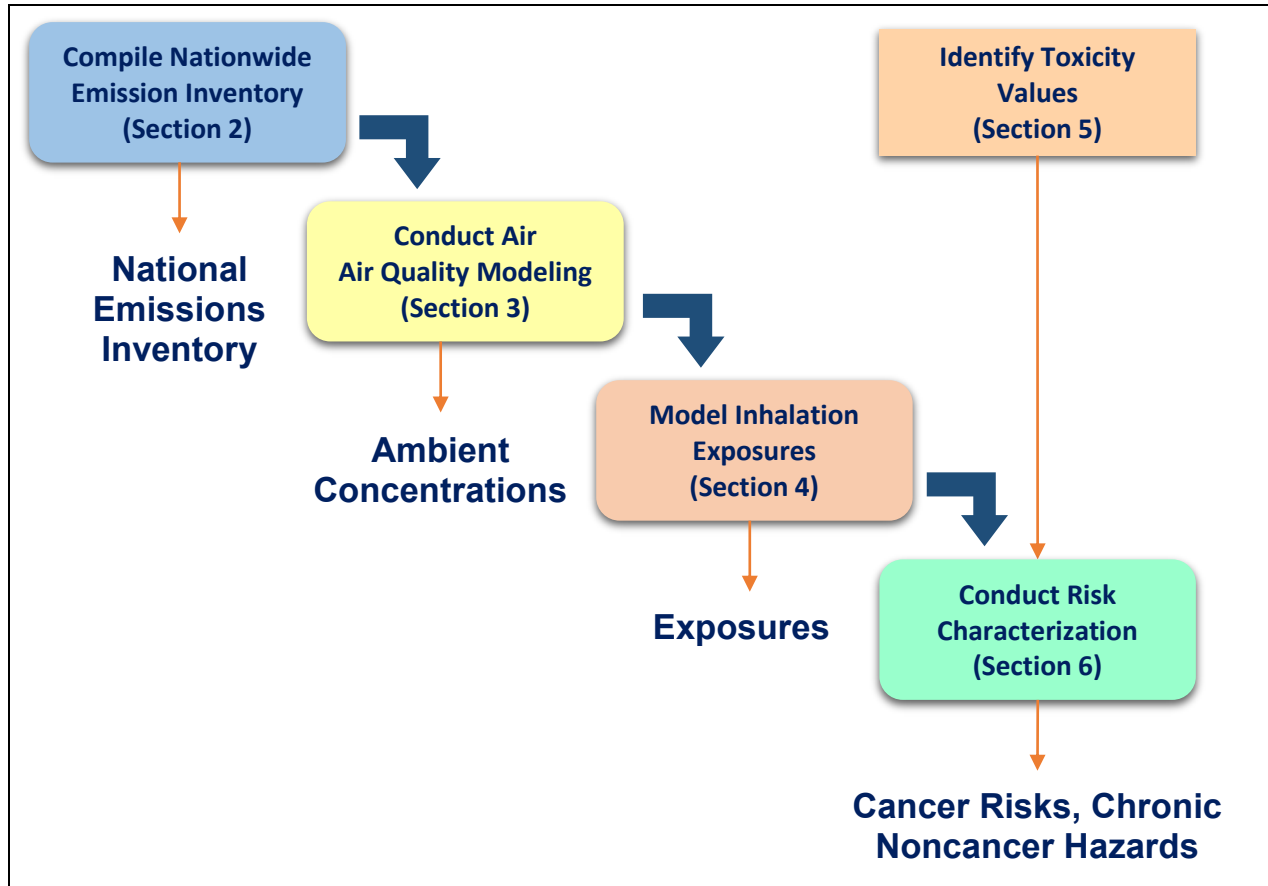 Compile Nationwide
Emission Inventory
(Section 2)
Identify Toxicity
Values
(Section 5)
National
Emissions
Inventory
Conduct Air
Air Quality Modeling
(Section 3)
Ambient
Concentrations
Model Inhalation
Exposures
(Section 4)
Exposures
Conduct Risk
Characterization
(Section 6)
Cancer Risks, Chronic
Noncancer Hazards